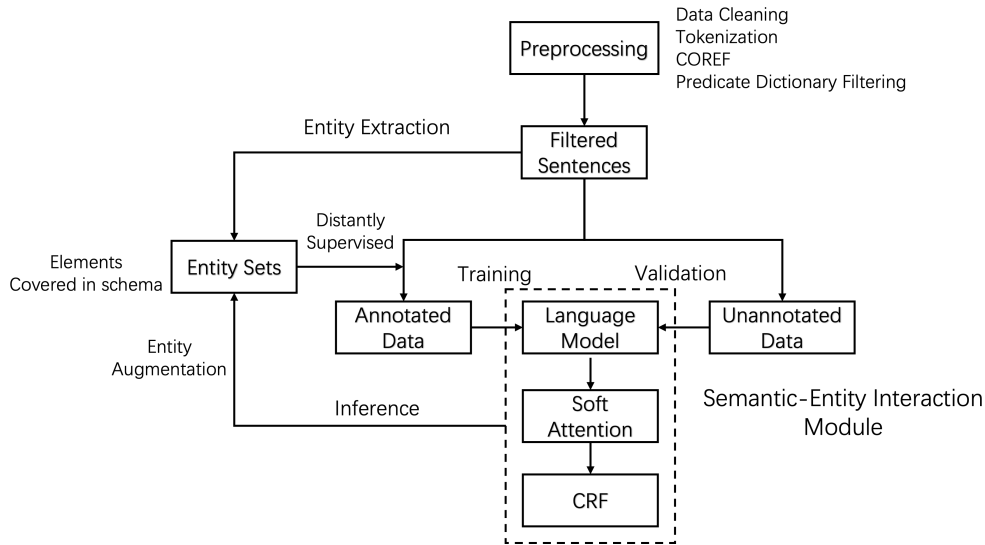 Preprocessing
Data Cleaning
Tokenization
COREF
Predicate Dictionary Filtering
Entity Extraction
Filtered
Sentences
Distantly
Supervised
Elements
Covered in schema
Entity Sets
Training
Validation
Annotated
Data
Language
Model
Unannotated
Data
Entity
Augmentation
Inference
Soft
Attention
Semantic-Entity Interaction
Module
CRF